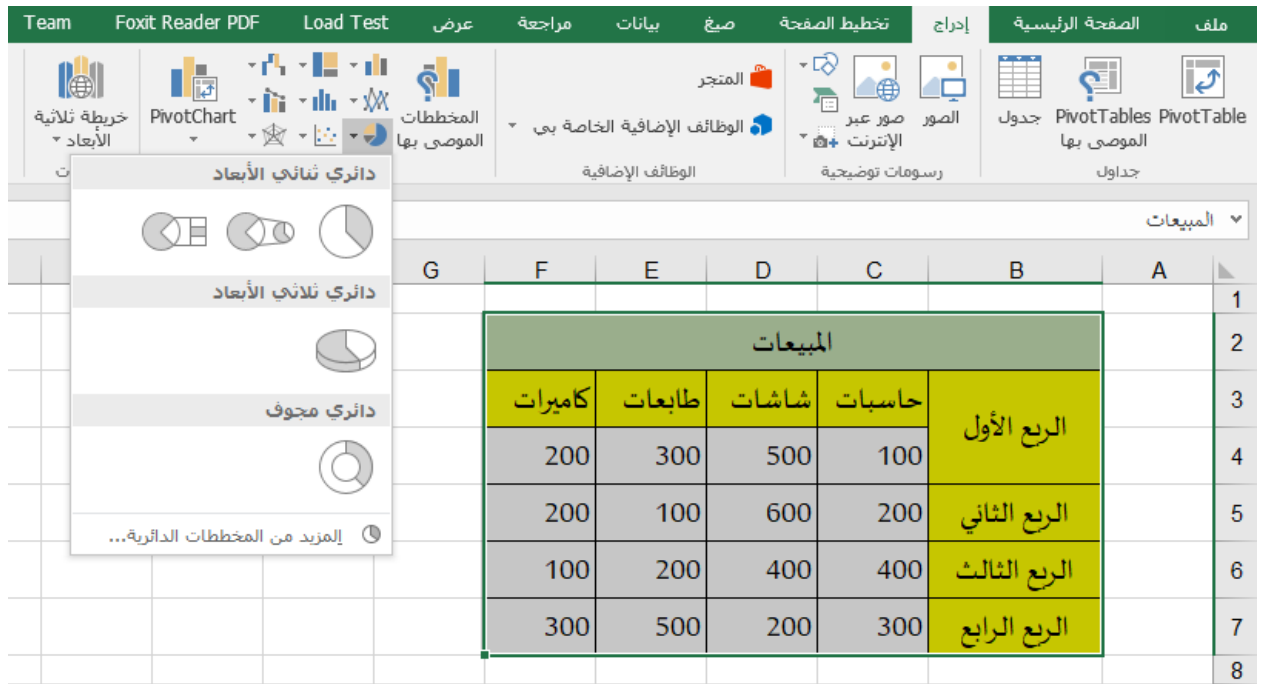 ملف الصفحة الرئيسية إدراج تخطيط الصفحة صيغ بيانات مراجعة عرض Load Test Foxit Reader PDF Team
PivotTable PivotTables الموصى بها جدول
جداول
الصور صور عبر الإنترنت
رسومات توضيحية
المتجر
الوظائف الإضافية الخاصة بي
الوظائف الإضافية
المخططات الموصى بها
PivotChart
خريطة ثلاثية الأبعاد
ت
دائري ثنائي الأبعاد
دائري ثلاثي الأبعاد
دائري مجوف
المزيد من المخططات الدائرية...
المبيعات
A B C D E F G
1
2 المبيعات
3 الربع الأول حاسبات شاشات طابعات كاميرات
4 100 500 300 200
5 الربع الثاني 200 600 100 200
6 الربع الثالث 400 400 200 100
7 الربع الرابع 300 200 500 300
8